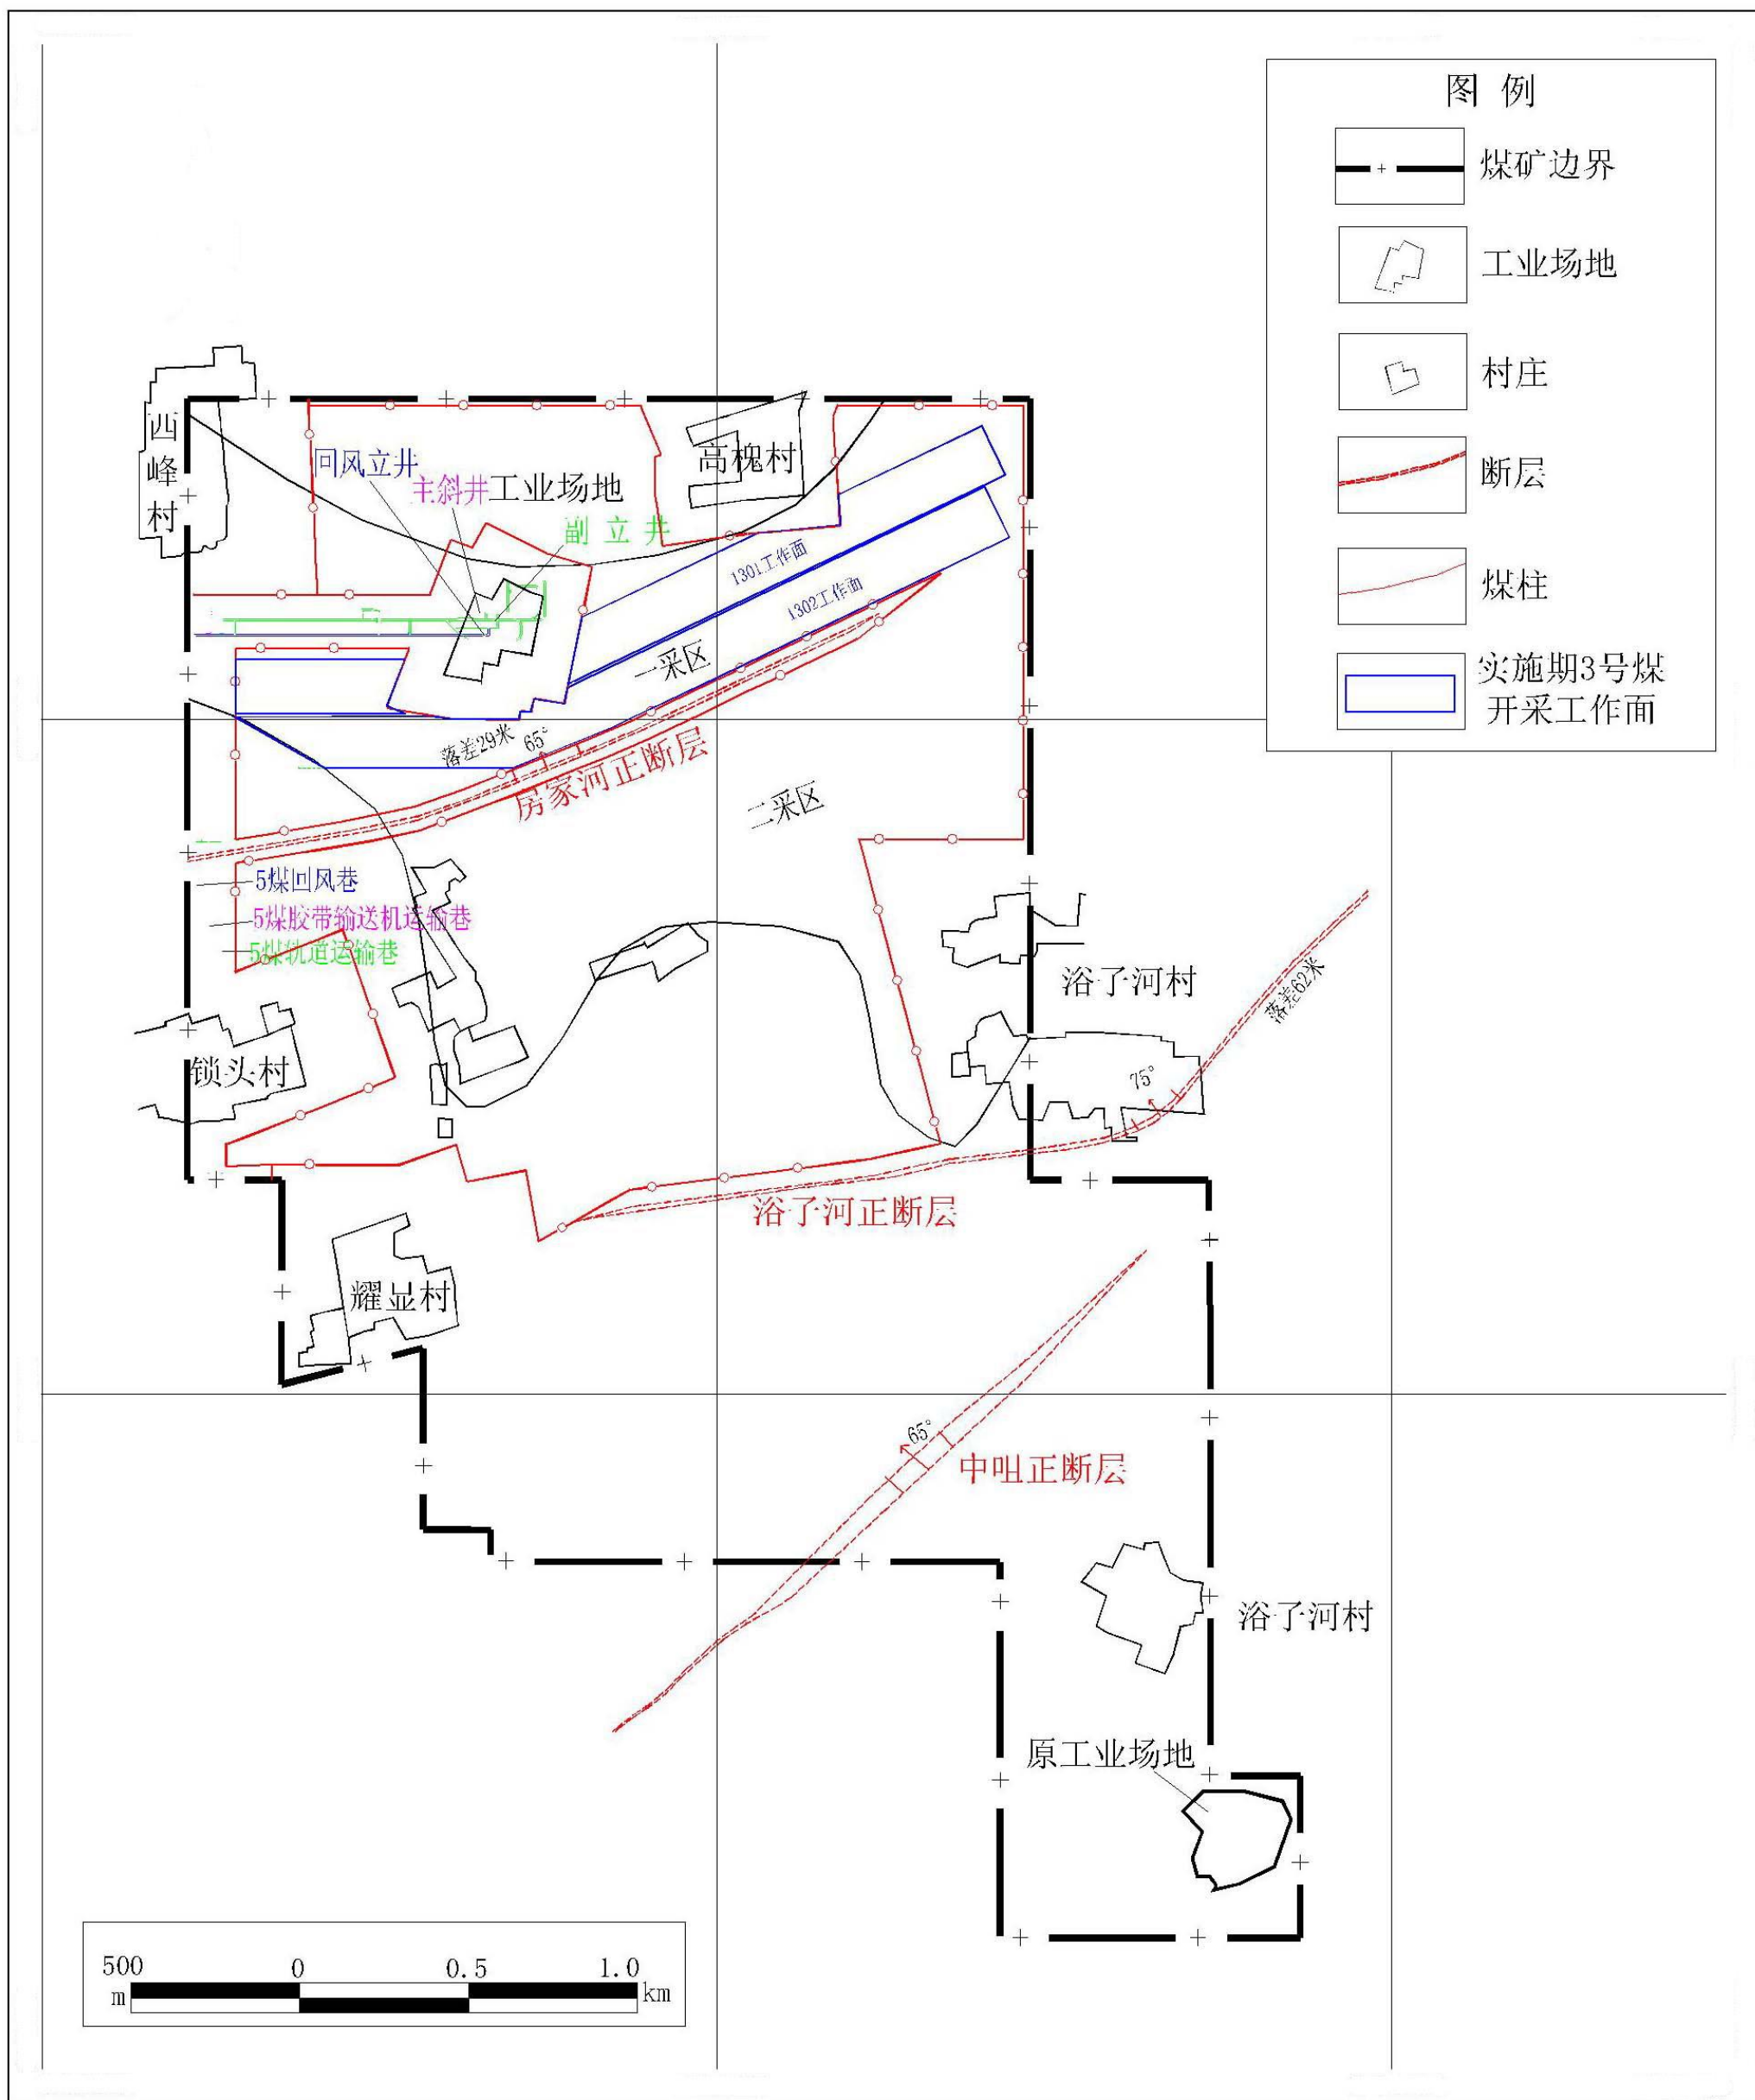 图 例
煤矿边界
工业场地
村庄
断层
煤柱
实施期3号煤
开采工作面
西
峰
村
回风立井
主斜井
工业场地
副 立 井
高槐村
1301工作面
1302工作面
一采区
落差29米
65°
房家河正断层
二采区
5煤回风巷
5煤胶带输送机运输巷
5煤轨道运输巷
浴子河村
落差62米
锁头村
75°
浴子河正断层
耀显村
65°
中咀正断层
浴子河村
原工业场地
500
0
0.5
1.0
m
km